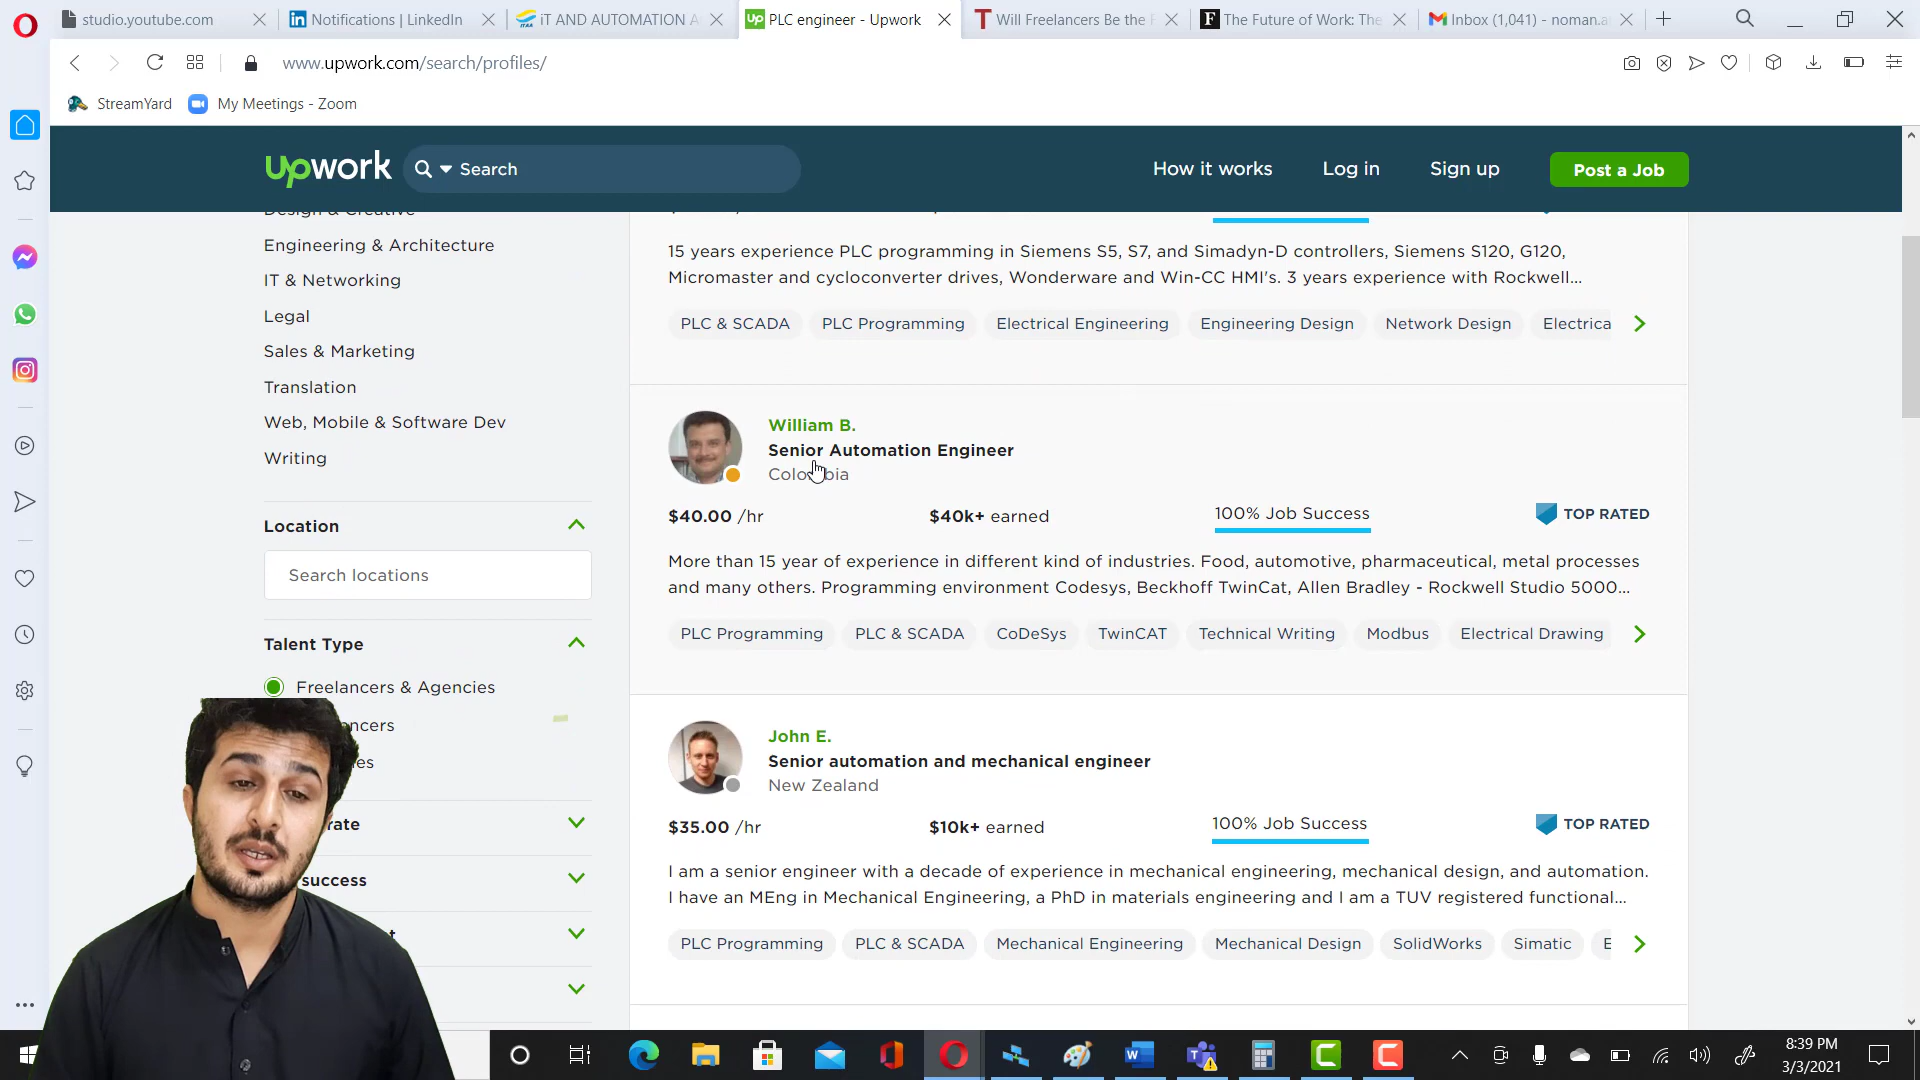 studio.youtube.com
Notifications | LinkedIn
iT AND AUTOMATION A
Up PLC engineer - Upwork
Will Freelancers Be the F
The Future of Work: The
Inbox (1,041) - noman.a
www.upwork.com/search/profiles/
StreamYard
My Meetings - Zoom
upwork
Search
How it works
Log in
Sign up
Post a Job
Design & Creative
Engineering & Architecture
IT & Networking
Legal
Sales & Marketing
Translation
Web, Mobile & Software Dev
Writing
Location
Search locations
Talent Type
Freelancers & Agencies
ncers
es
rate
success
t
15 years experience PLC programming in Siemens S5, S7, and Simadyn-D controllers, Siemens S120, G120,
Micromaster and cycloconverter drives, Wonderware and Win-CC HMI's. 3 years experience with Rockwell...
PLC & SCADA PLC Programming Electrical Engineering Engineering Design Network Design Electrica
William B.
Senior Automation Engineer
Colombia
$40.00 /hr $40k+ earned 100% Job Success TOP RATED
More than 15 year of experience in different kind of industries. Food, automotive, pharmaceutical, metal processes
and many others. Programming environment Codesys, Beckhoff TwinCat, Allen Bradley - Rockwell Studio 5000...
PLC Programming PLC & SCADA CoDeSys TwinCAT Technical Writing Modbus Electrical Drawing
John E.
Senior automation and mechanical engineer
New Zealand
$35.00 /hr $10k+ earned 100% Job Success TOP RATED
I am a senior engineer with a decade of experience in mechanical engineering, mechanical design, and automation.
I have an MEng in Mechanical Engineering, a PhD in materials engineering and I am a TUV registered functional...
PLC Programming PLC & SCADA Mechanical Engineering Mechanical Design SolidWorks Simatic E
8:39 PM
3/3/2021